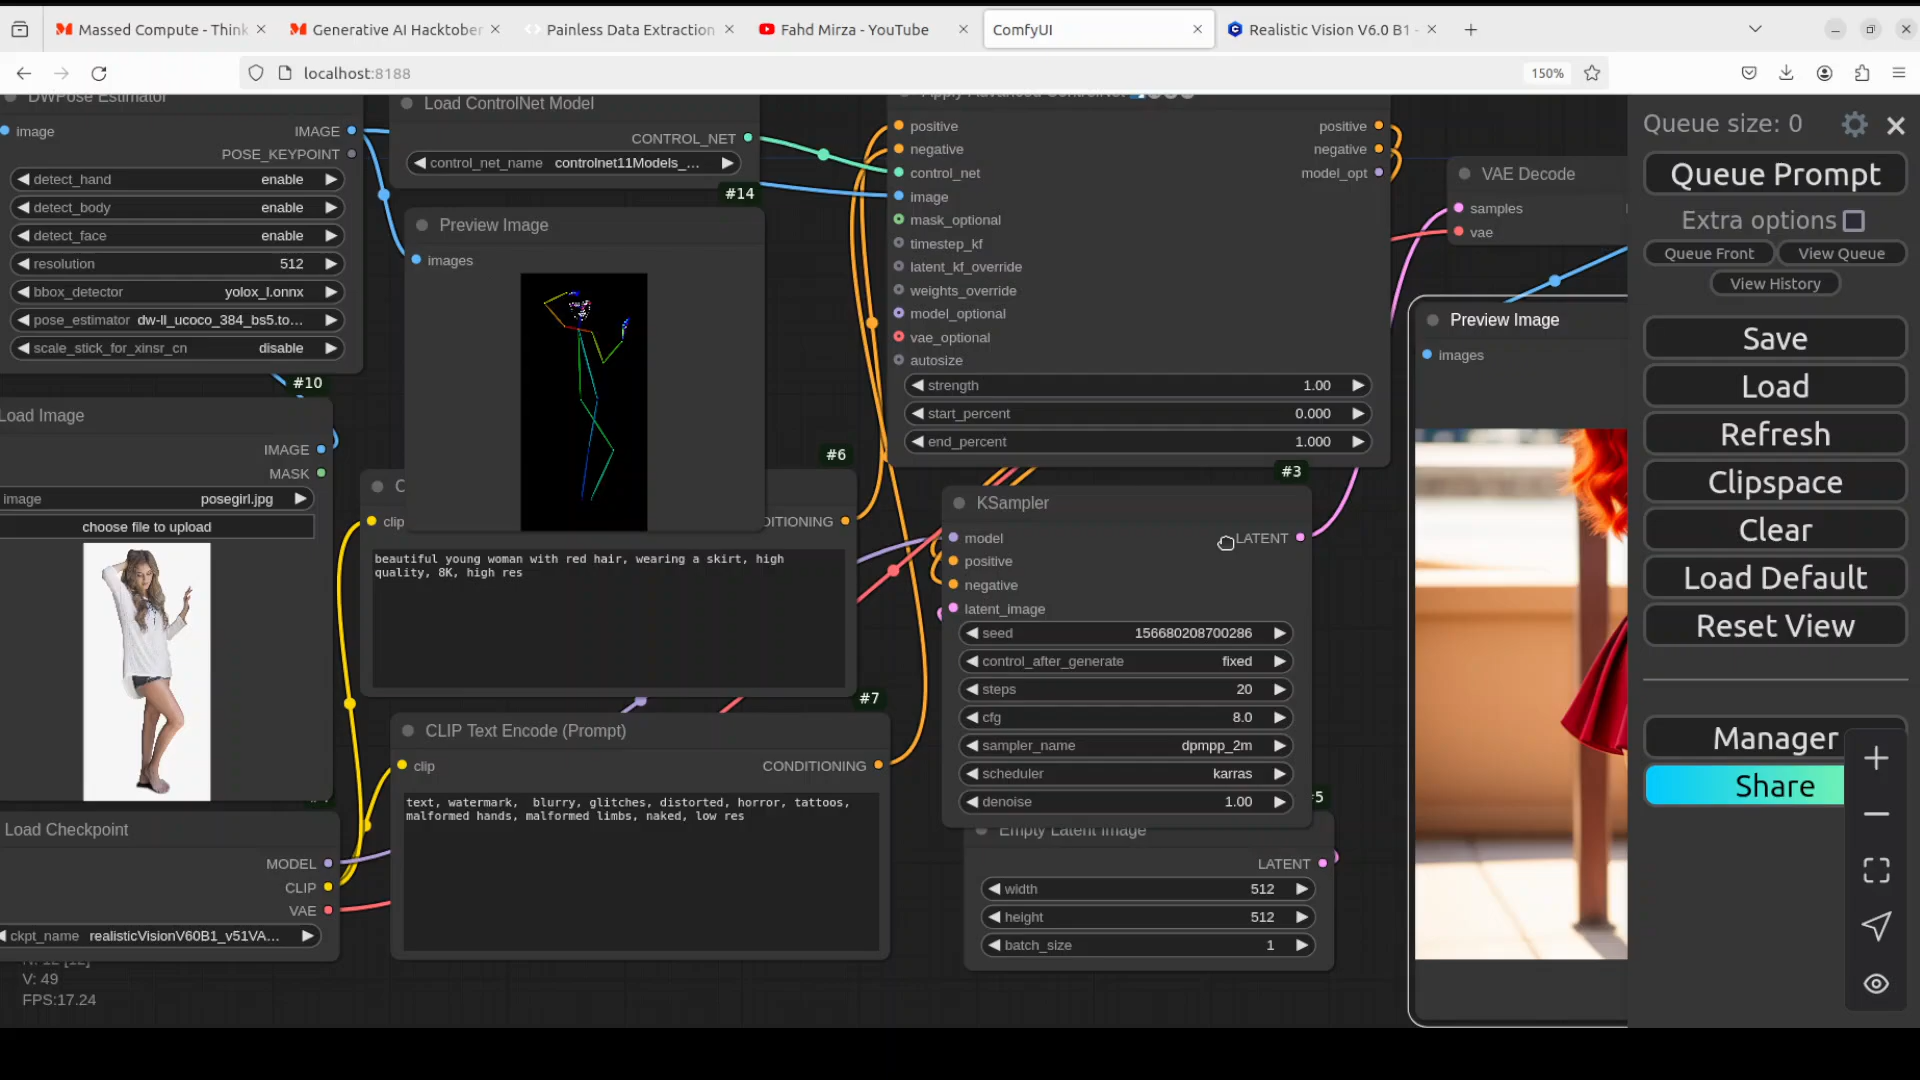 Massed Compute - Think
Generative AI Hacktober
Painless Data Extraction
Fahd Mirza - YouTube
ComfyUI
Realistic Vision V6.0 B1 -
localhost:8188
150%
DWPose Estimator
image
IMAGE
POSE_KEYPOINT
detect_hand enable
detect_body enable
detect_face enable
resolution 512
bbox_detector yolox_l.onnx
pose_estimator dw-ll_ucoco_384_bs5.to...
scale_stick_for_xinsr_cn disable
#10
Load Image
IMAGE
MASK
image posegirl.jpg
choose file to upload
Load Checkpoint
MODEL
CLIP
VAE
ckpt_name realisticVisionV60B1_v51VA...
V: 49
FPS:17.24
Load ControlNet Model
CONTROL_NET
control_net_name controlnet11Models_...
#14
Preview Image
images
#6
C
clip
DITIONING
beautiful young woman with red hair, wearing a skirt, high
quality, 8K, high res
#7
CLIP Text Encode (Prompt)
clip
CONDITIONING
text, watermark, blurry, glitches, distorted, horror, tattoos,
malformed hands, malformed limbs, naked, low res
Apply Advanced ControlNet
positive positive
negative negative
control_net model_opt
image
mask_optional
timestep_kf
latent_kf_override
weights_override
model_optional
vae_optional
autosize
strength 1.00
start_percent 0.000
end_percent 1.000
#3
KSampler
model LATENT
positive
negative
latent_image
seed 156680208700286
control_after_generate fixed
steps 20
cfg 8.0
sampler_name dpmpp_2m
scheduler karras
denoise 1.00
#5
Empty Latent Image
LATENT
width 512
height 512
batch_size 1
VAE Decode
samples
vae
Preview Image
images
Queue size: 0
Queue Prompt
Extra options
Queue Front
View Queue
View History
Save
Load
Refresh
Clipspace
Clear
Load Default
Reset View
Manager
Share